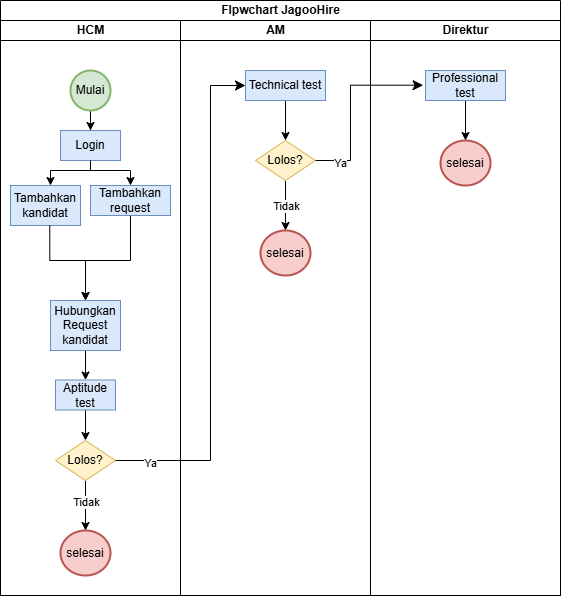 Flpwchart JagooHire
HCM
AM
Direktur
Mulai
Login
Tambahkan
kandidat
Tambahkan
request
Hubungkan
Request
kandidat
Aptitude
test
Lolos?
Ya
Tidak
selesai
Technical test
Lolos?
Ya
Tidak
selesai
Professional
test
selesai